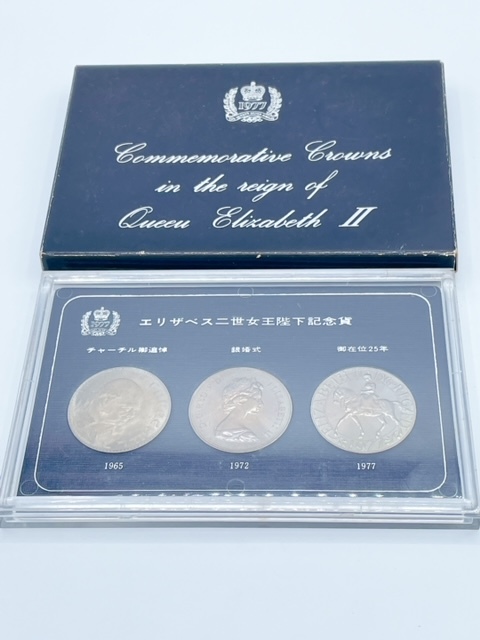 1977
Commemorative Crowns
in the reign of
Queen Elizabeth II
1977
エリザベス二世女王陛下記念貨
チャーチル卿追悼 銀婚式 御在位25年
1965 1972 1977